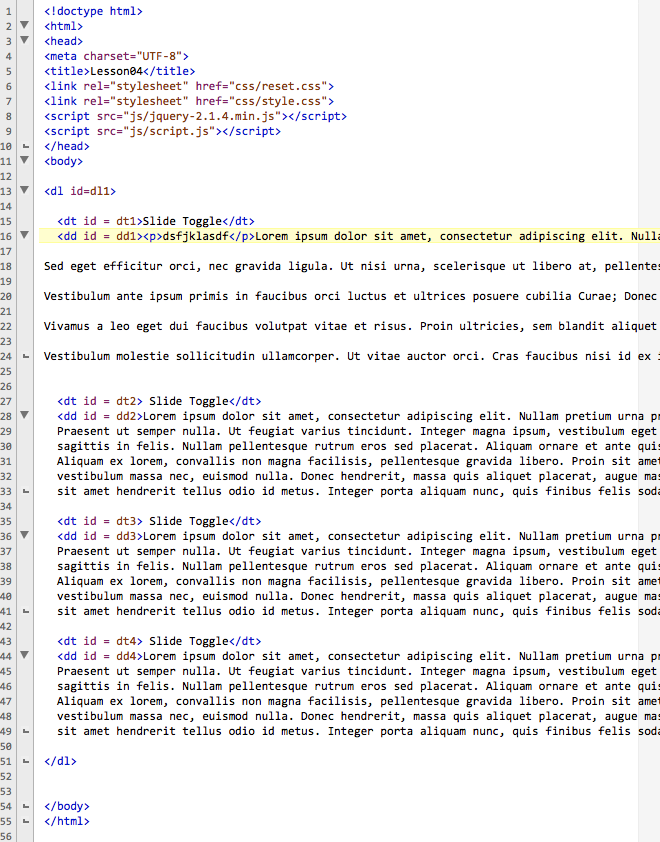 1 <!doctype html>
2 <html>
3 <head>
4 <meta charset="UTF-8">
5 <title>Lesson04</title>
6 <link rel="stylesheet" href="css/reset.css">
7 <link rel="stylesheet" href="css/style.css">
8 <script src="js/jquery-2.1.4.min.js"></script>
9 <script src="js/script.js"></script>
10 </head>
11 <body>
12
13 <dl id=dl1>
14
15 <dt id = dt1>Slide Toggle</dt>
16 <dd id = dd1><p>dsfjklasdf</p>Lorem ipsum dolor sit amet, consectetur adipiscing elit. Nulla
17
18 Sed eget efficitur orci, nec gravida ligula. Ut nisi urna, scelerisque ut libero at, pellentes
19
20 Vestibulum ante ipsum primis in faucibus orci luctus et ultrices posuere cubilia Curae; Donec
21
22 Vivamus a leo eget dui faucibus volutpat vitae et risus. Proin ultricies, sem blandit aliquet
23
24 Vestibulum molestie sollicitudin ullamcorper. Ut vitae auctor orci. Cras faucibus nisi id ex
25
26
27 <dt id = dt2> Slide Toggle</dt>
28 <dd id = dd2>Lorem ipsum dolor sit amet, consectetur adipiscing elit. Nullam pretium urna pr
29 Praesent ut semper nulla. Ut feugiat varius tincidunt. Integer magna ipsum, vestibulum eget
30 sagittis in felis. Nullam pellentesque rutrum eros sed placerat. Aliquam ornare et ante quis
31 Aliquam ex lorem, convallis non magna facilisis, pellentesque gravida libero. Proin sit amet
32 vestibulum massa nec, euismod nulla. Donec hendrerit, massa quis aliquet placerat, augue mas
33 sit amet hendrerit tellus odio id metus. Integer porta aliquam nunc, quis finibus felis soda
34
35 <dt id = dt3> Slide Toggle</dt>
36 <dd id = dd3>Lorem ipsum dolor sit amet, consectetur adipiscing elit. Nullam pretium urna pr
37 Praesent ut semper nulla. Ut feugiat varius tincidunt. Integer magna ipsum, vestibulum eget
38 sagittis in felis. Nullam pellentesque rutrum eros sed placerat. Aliquam ornare et ante quis
39 Aliquam ex lorem, convallis non magna facilisis, pellentesque gravida libero. Proin sit amet
40 vestibulum massa nec, euismod nulla. Donec hendrerit, massa quis aliquet placerat, augue mas
41 sit amet hendrerit tellus odio id metus. Integer porta aliquam nunc, quis finibus felis soda
42
43 <dt id = dt4> Slide Toggle</dt>
44 <dd id = dd4>Lorem ipsum dolor sit amet, consectetur adipiscing elit. Nullam pretium urna pr
45 Praesent ut semper nulla. Ut feugiat varius tincidunt. Integer magna ipsum, vestibulum eget
46 sagittis in felis. Nullam pellentesque rutrum eros sed placerat. Aliquam ornare et ante quis
47 Aliquam ex lorem, convallis non magna facilisis, pellentesque gravida libero. Proin sit amet
48 vestibulum massa nec, euismod nulla. Donec hendrerit, massa quis aliquet placerat, augue mas
49 sit amet hendrerit tellus odio id metus. Integer porta aliquam nunc, quis finibus felis soda
50
51 </dl>
52
53
54 </body>
55 </html>
56